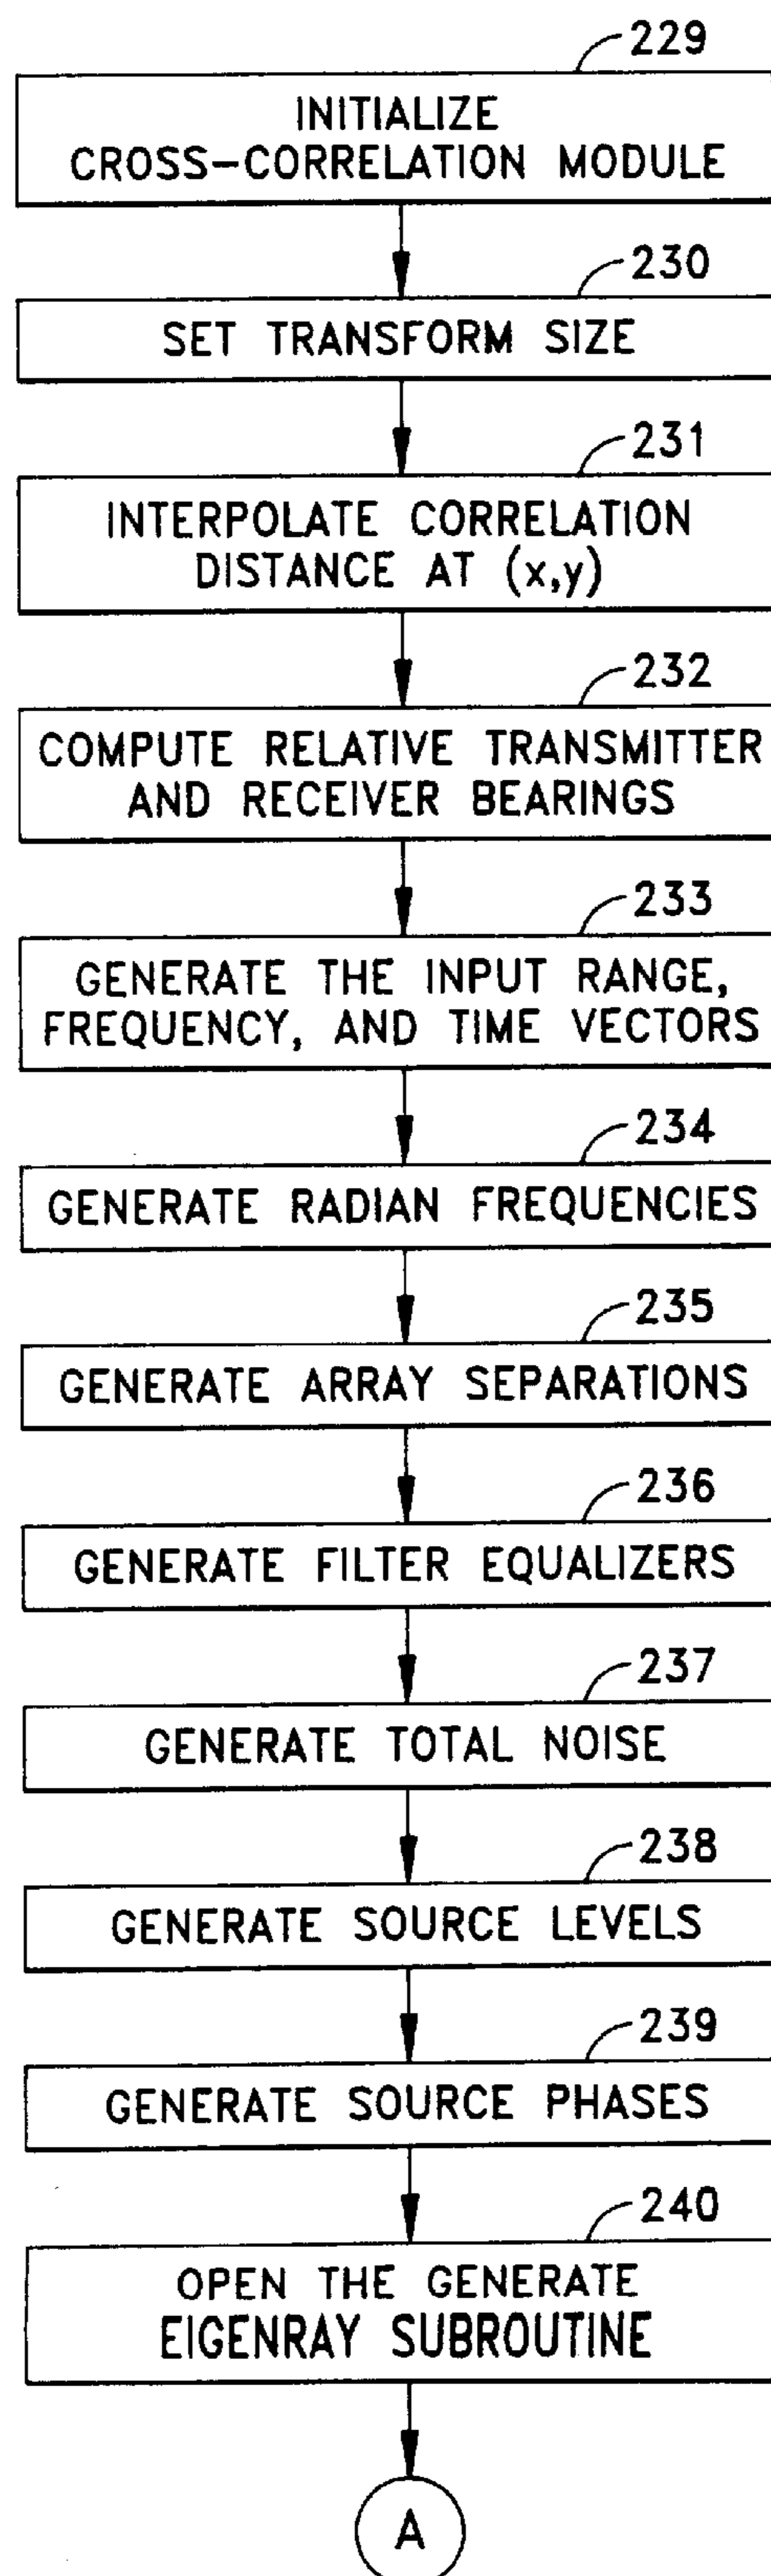 229
INITIALIZE
CROSS-CORRELATION MODULE
230
SET TRANSFORM SIZE
231
INTERPOLATE CORRELATION
DISTANCE AT (x,y)
232
COMPUTE RELATIVE TRANSMITTER
AND RECEIVER BEARINGS
233
GENERATE THE INPUT RANGE,
FREQUENCY, AND TIME VECTORS
234
GENERATE RADIAN FREQUENCIES
235
GENERATE ARRAY SEPARATIONS
236
GENERATE FILTER EQUALIZERS
237
GENERATE TOTAL NOISE
238
GENERATE SOURCE LEVELS
239
GENERATE SOURCE PHASES
240
OPEN THE GENERATE
EIGENRAY SUBROUTINE
A